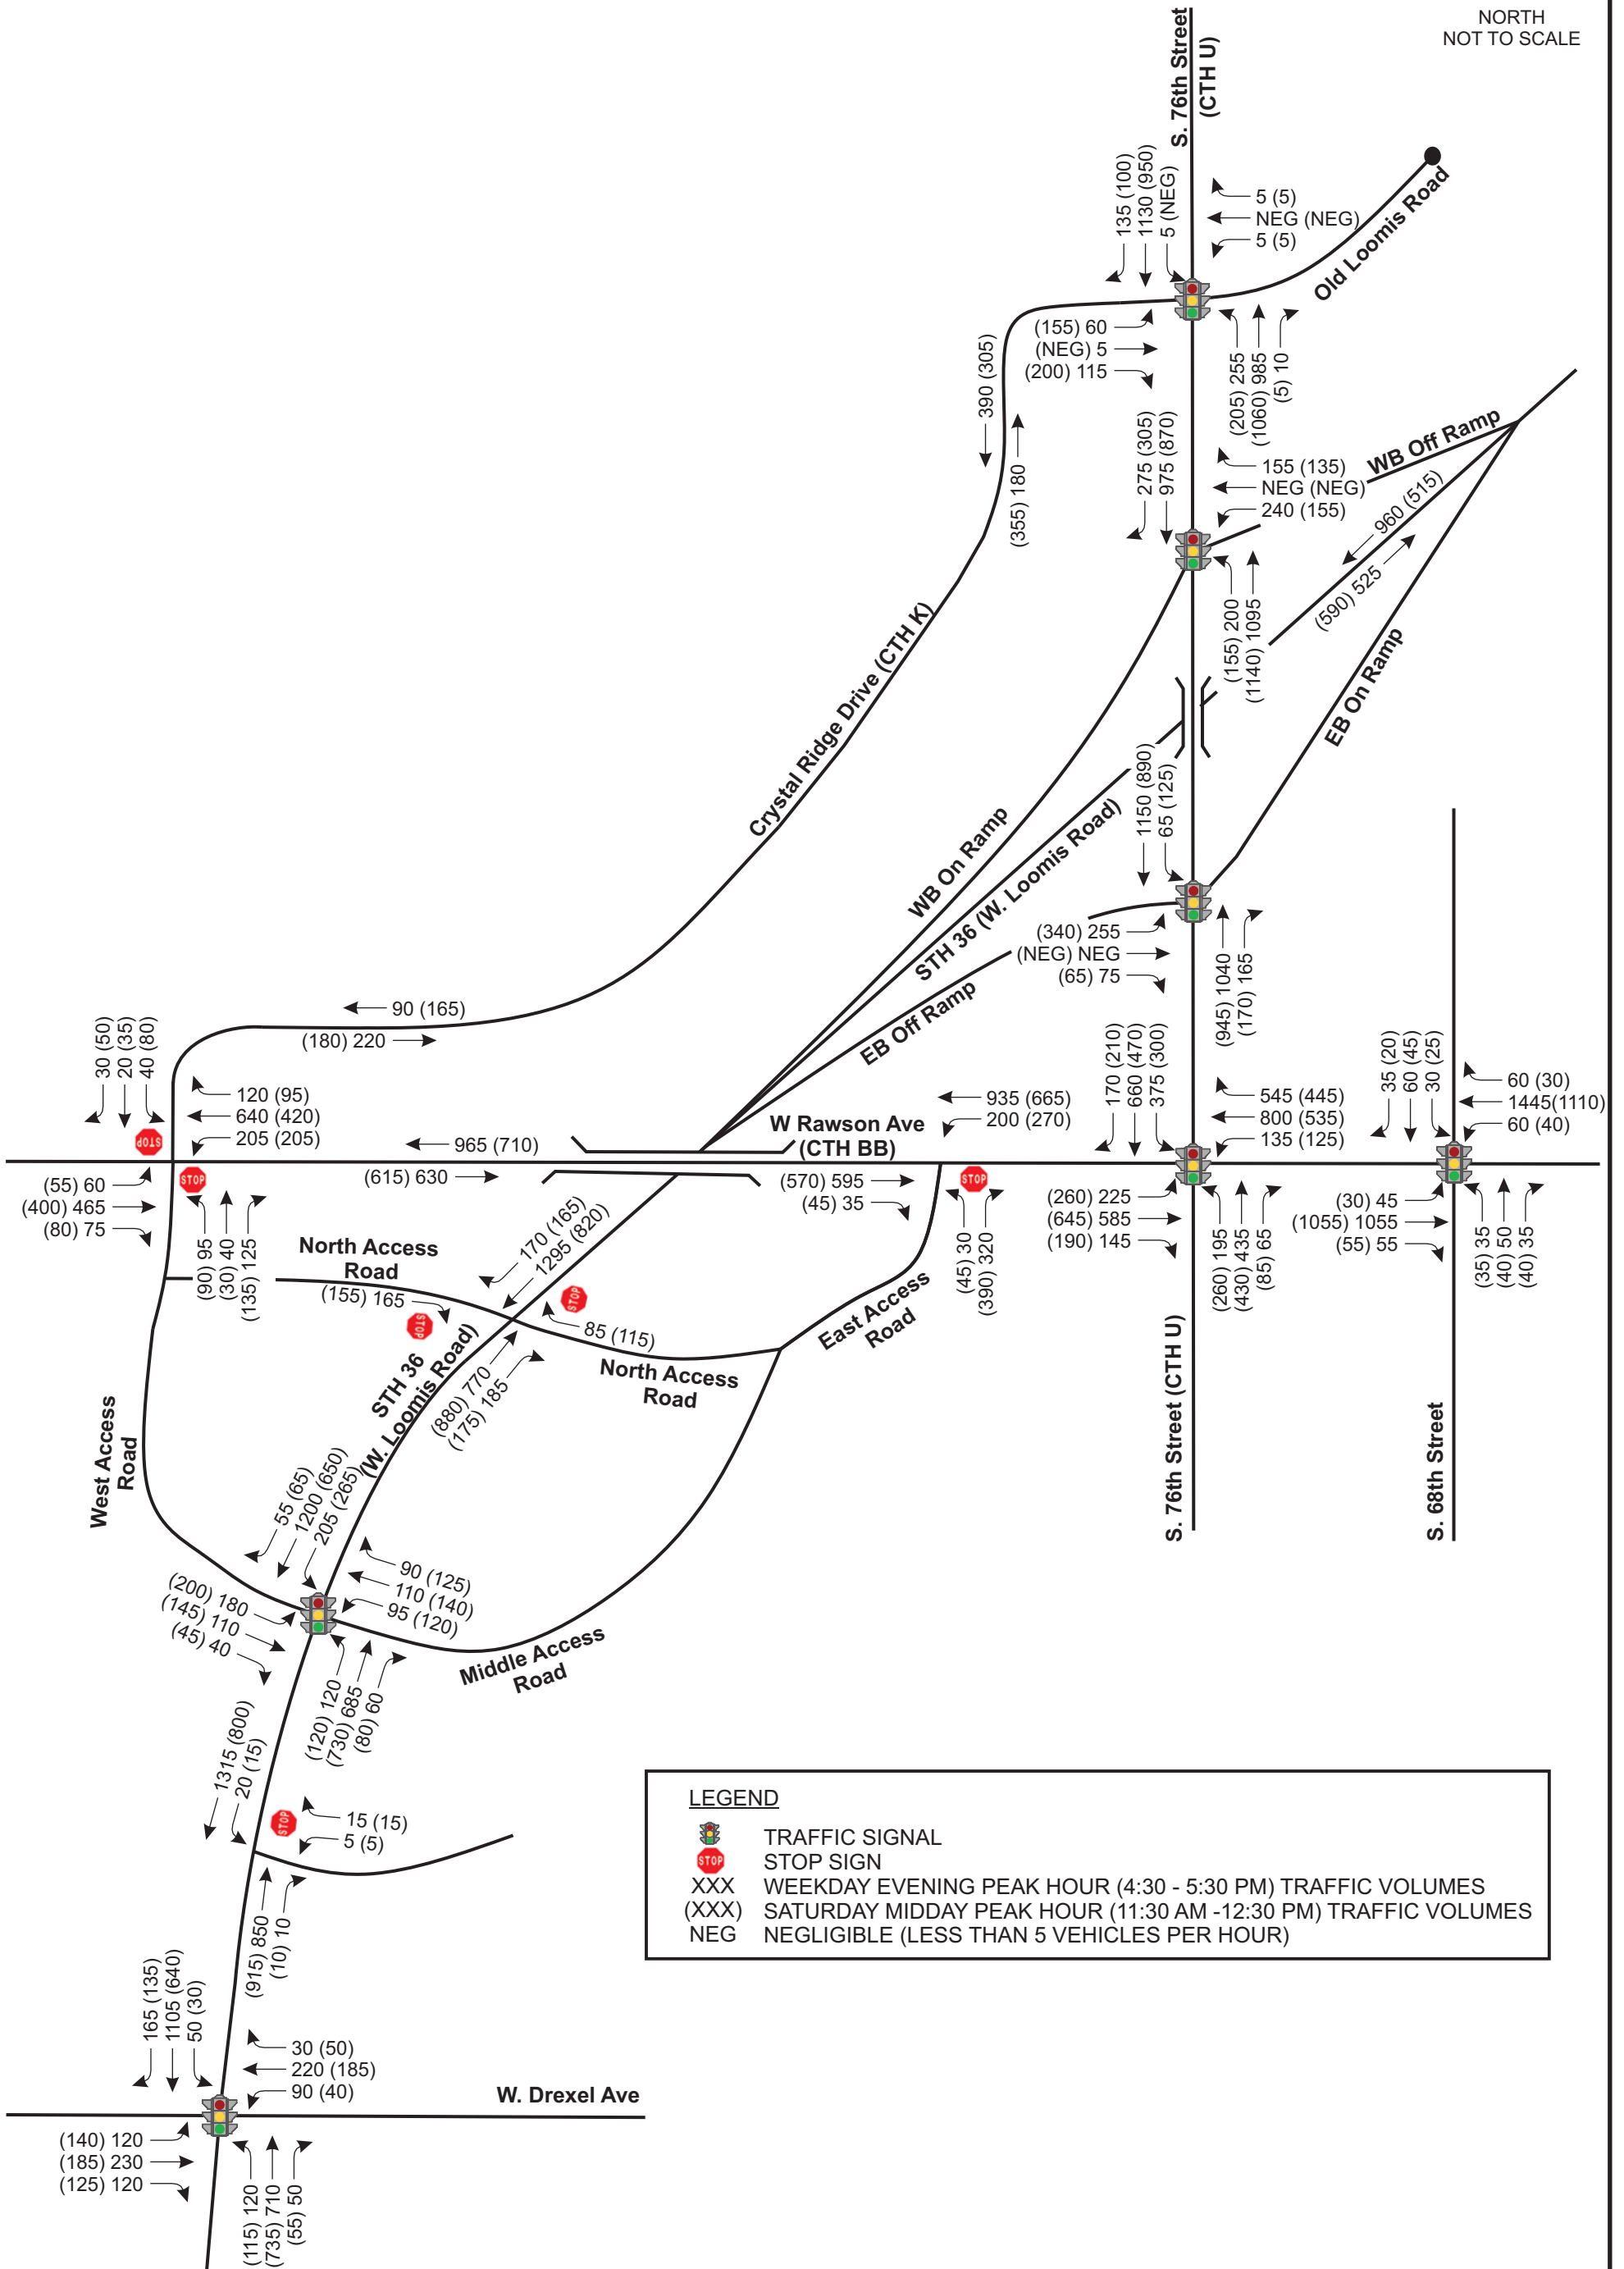 NORTH
NOT TO SCALE
S. 76th Street
(CTH U)
135 (100)
1130 (950)
5 (NEG)
5 (5)
NEG (NEG)
5 (5)
Old Loomis Road
(155) 60
(NEG) 5
(200) 115
(205) 255
(1060) 985
(5) 10
390 (305)
(355) 180
275 (305)
975 (870)
155 (135)
NEG (NEG)
240 (155)
WB Off Ramp
960 (515)
(590) 525
(155) 200
(1140) 1095
EB On Ramp
Crystal Ridge Drive (CTH K)
WB On Ramp
STH 36 (W. Loomis Road)
EB Off Ramp
1150 (890)
65 (125)
(340) 255
(NEG) NEG
(65) 75
(945) 1040
(170) 165
90 (165)
(180) 220
30 (50)
20 (35)
40 (80)
120 (95)
640 (420)
205 (205)
STOP
STOP
(55) 60
(400) 465
(80) 75
(90) 95
(30) 40
(135) 125
965 (710)
(615) 630
W Rawson Ave
(CTH BB)
935 (665)
200 (270)
(570) 595
(45) 35
STOP
(45) 30
(390) 320
170 (210)
660 (470)
375 (300)
545 (445)
800 (535)
135 (125)
(260) 225
(645) 585
(190) 145
(260) 195
(430) 435
(85) 65
35 (20)
60 (45)
30 (25)
60 (30)
1445(1110)
60 (40)
(30) 45
(1055) 1055
(55) 55
(35) 35
(40) 50
(40) 35
North Access
Road
(155) 165
STOP
170 (165)
1295 (820)
STOP
85 (115)
North Access
Road
East Access
Road
STH 36
(W. Loomis Road)
(880) 770
(175) 185
S. 76th Street (CTH U)
S. 68th Street
West Access
Road
55 (65)
1200 (650)
205 (265)
90 (125)
110 (140)
95 (120)
(200) 180
(145) 110
(45) 40
(120) 120
(730) 685
(80) 60
Middle Access
Road
1315 (800)
20 (15)
STOP
15 (15)
5 (5)
(915) 850
(10) 10
LEGEND
TRAFFIC SIGNAL
STOP STOP SIGN
XXX WEEKDAY EVENING PEAK HOUR (4:30 - 5:30 PM) TRAFFIC VOLUMES
(XXX) SATURDAY MIDDAY PEAK HOUR (11:30 AM -12:30 PM) TRAFFIC VOLUMES
NEG NEGLIGIBLE (LESS THAN 5 VEHICLES PER HOUR)
165 (135)
1105 (640)
50 (30)
30 (50)
220 (185)
90 (40)
W. Drexel Ave
(140) 120
(185) 230
(125) 120
(115) 120
(735) 710
(55) 50